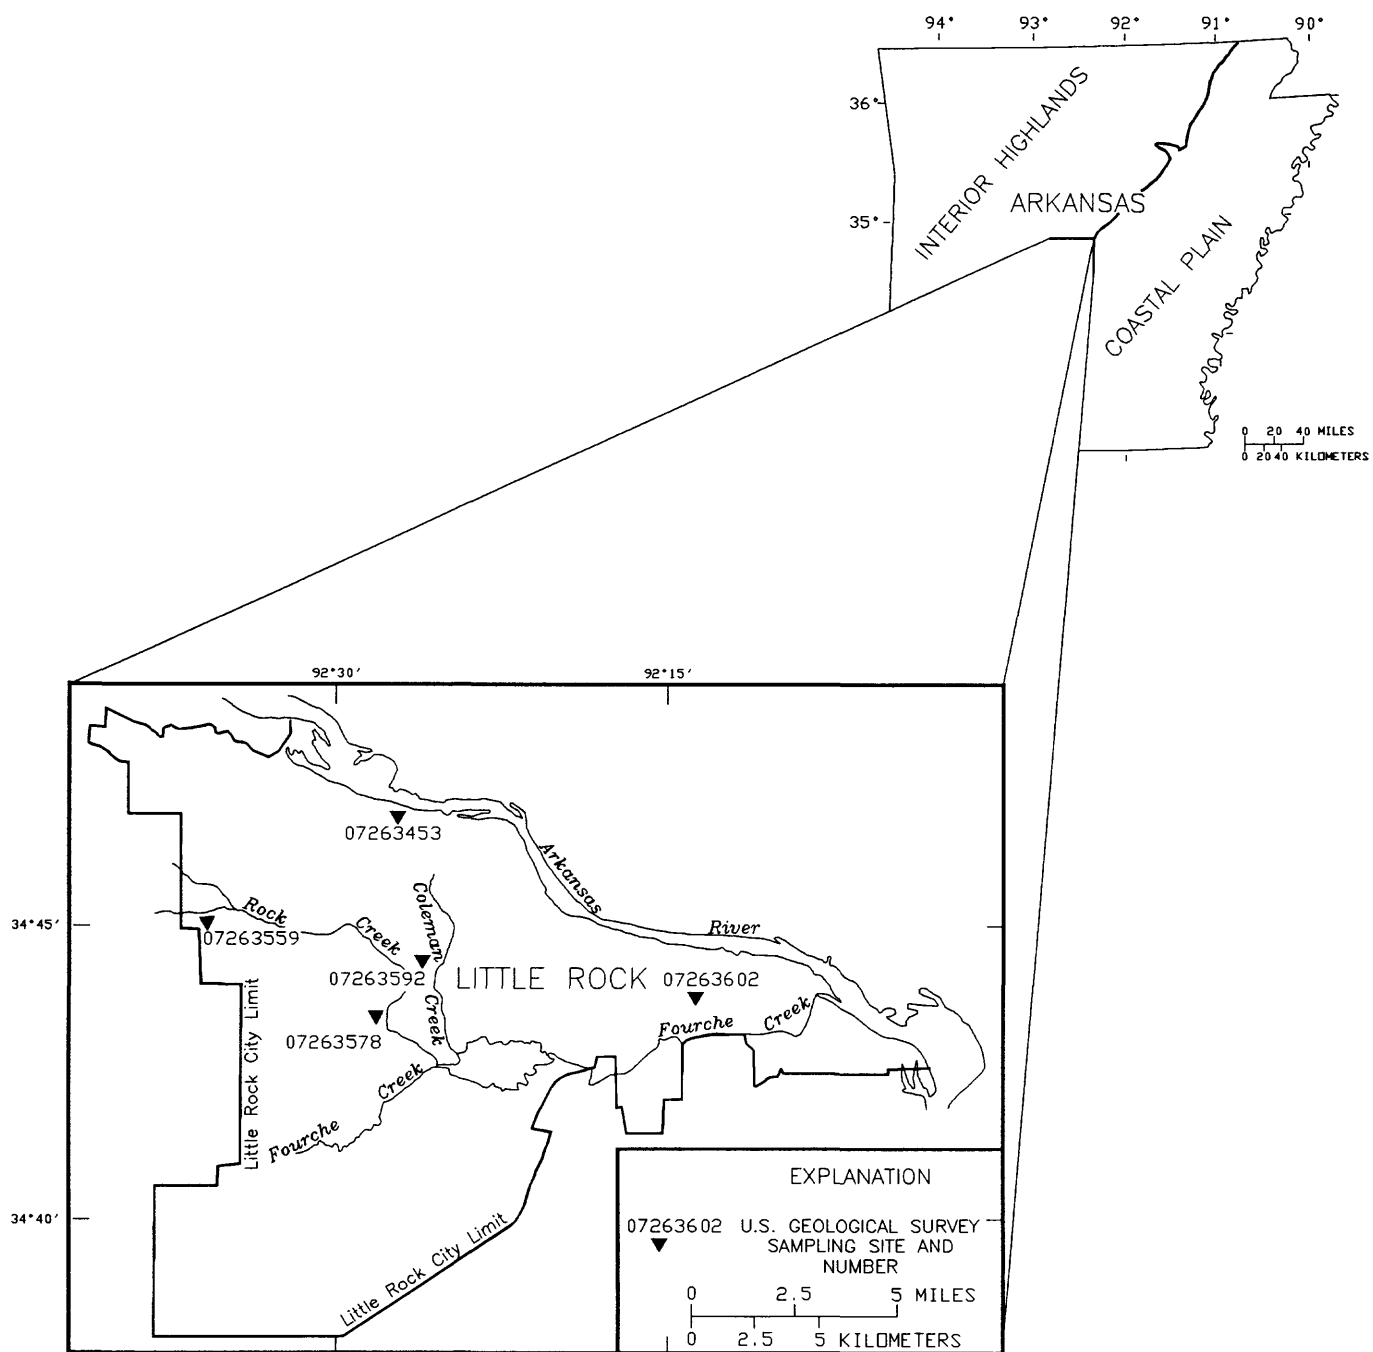 94° 93° 92° 91° 90°
36°
35°
INTERIOR HIGHLANDS
ARKANSAS
COASTAL PLAIN
0 20 40 MILES
0 20 40 KILOMETERS
92°30′ 92°15′
34°45′
34°40′
07263453
Arkansas
River
Rock
Creek
07263559
Coleman
Creek
07263592
LITTLE ROCK
07263602
07263578
Fourche Creek
Fourche Creek
Little Rock City Limit
Little Rock City Limit
EXPLANATION
07263602 U.S. GEOLOGICAL SURVEY
SAMPLING SITE AND
NUMBER
0 2.5 5 MILES
0 2.5 5 KILOMETERS